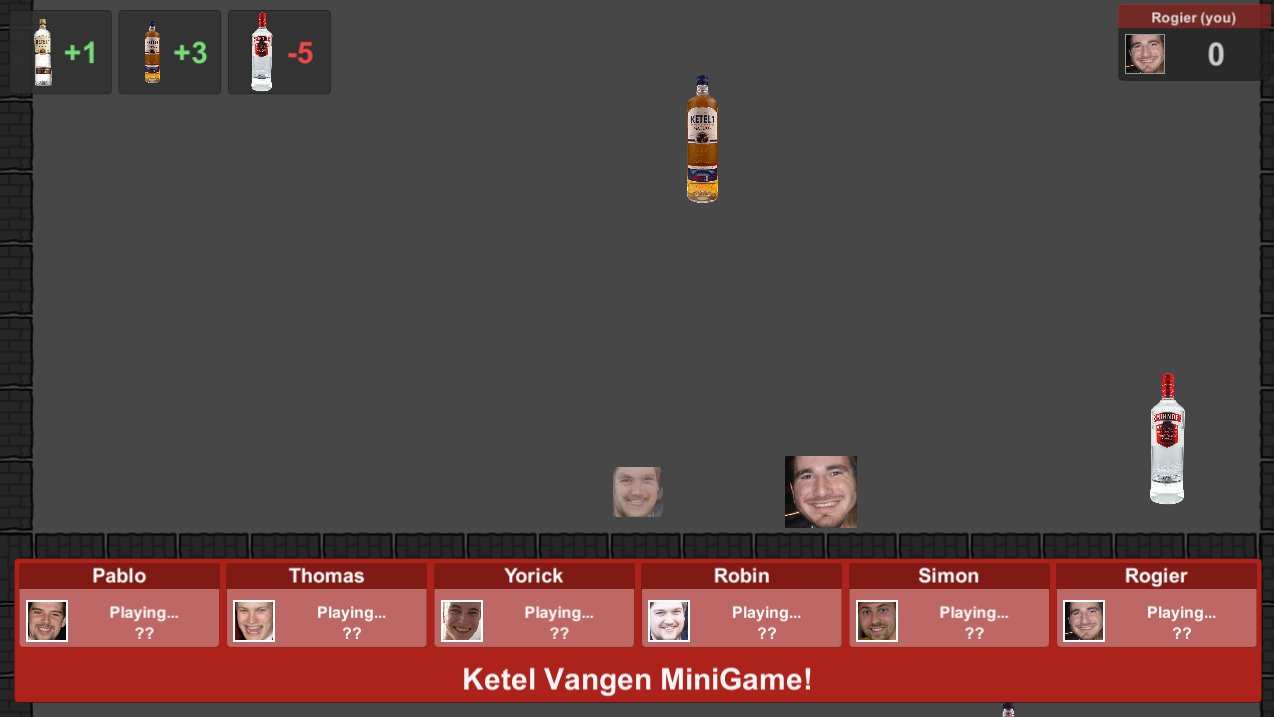 +1
+3
-5
Rogier (you)
0
KETEL 1
Pablo
Playing...
??
Thomas
Playing...
??
Yorick
Playing...
??
Robin
Playing...
??
Simon
Playing...
??
Rogier
Playing...
??
Ketel Vangen MiniGame!